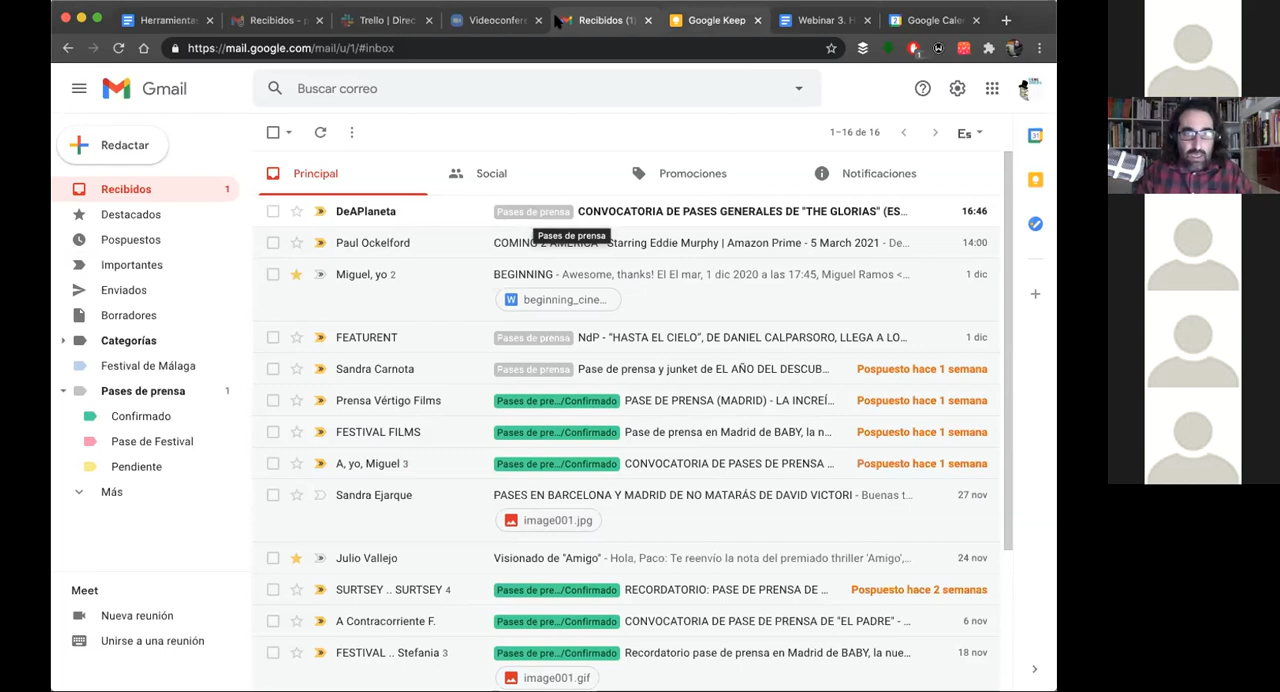 Herramientas
Recibidos - p
Trello | Direc
Videoconfere
Recibidos (1)
Google Keep
Webinar 3. H
Google Caler
https://mail.google.com/mail/u/1/#inbox
Gmail
Buscar correo
Redactar
1–16 de 16
Es
Recibidos 1
Destacados
Pospuestos
Importantes
Enviados
Borradores
Categorías
Festival de Málaga
Pases de prensa 1
Confirmado
Pase de Festival
Pendiente
Más
Meet
Nueva reunión
Unirse a una reunión
Principal
Social
Promociones
Notificaciones
DeAPlaneta Pases de prensa CONVOCATORIA DE PASES GENERALES DE "THE GLORIAS" (ES... 16:46
Pases de prensa
Paul Ockelford COMING 2 AMERICA - Starring Eddie Murphy | Amazon Prime - 5 March 2021 - De... 14:00
Miguel, yo 2 BEGINNING - Awesome, thanks! El El mar, 1 dic 2020 a las 17:45, Miguel Ramos <... 1 dic
beginning_cine...
FEATURENT Pases de prensa NdP - “HASTA EL CIELO”, DE DANIEL CALPARSORO, LLEGA A LO... 1 dic
Sandra Carnota Pases de prensa Pase de prensa y junket de EL AÑO DEL DESCUB... Pospuesto hace 1 semana
Prensa Vértigo Films Pases de pre.../Confirmado PASE DE PRENSA (MADRID) - LA INCREÍ... Pospuesto hace 1 semana
FESTIVAL FILMS Pases de pre.../Confirmado Pase de prensa en Madrid de BABY, la n... Pospuesto hace 1 semana
A, yo, Miguel 3 Pases de pre.../Confirmado CONVOCATORIA DE PASES DE PRENSA ... Pospuesto hace 1 semana
Sandra Ejarque PASES EN BARCELONA Y MADRID DE NO MATARÁS DE DAVID VICTORI - Buenas t... 27 nov
image001.jpg
Julio Vallejo Visionado de "Amigo" - Hola, Paco: Te reenvío la nota del premiado thriller 'Amigo',... 24 nov
SURTSEY .. SURTSEY 4 Pases de pre.../Confirmado RECORDATORIO: PASE DE PRENSA DE ... Pospuesto hace 2 semanas
A Contracorriente F. Pases de pre.../Confirmado CONVOCATORIA DE PASE DE PRENSA DE "EL PADRE" - ... 6 nov
FESTIVAL .. Stefania 3 Pases de pre.../Confirmado Recordatorio pase de prensa en Madrid de BABY, la nue... 18 nov
image001.gif